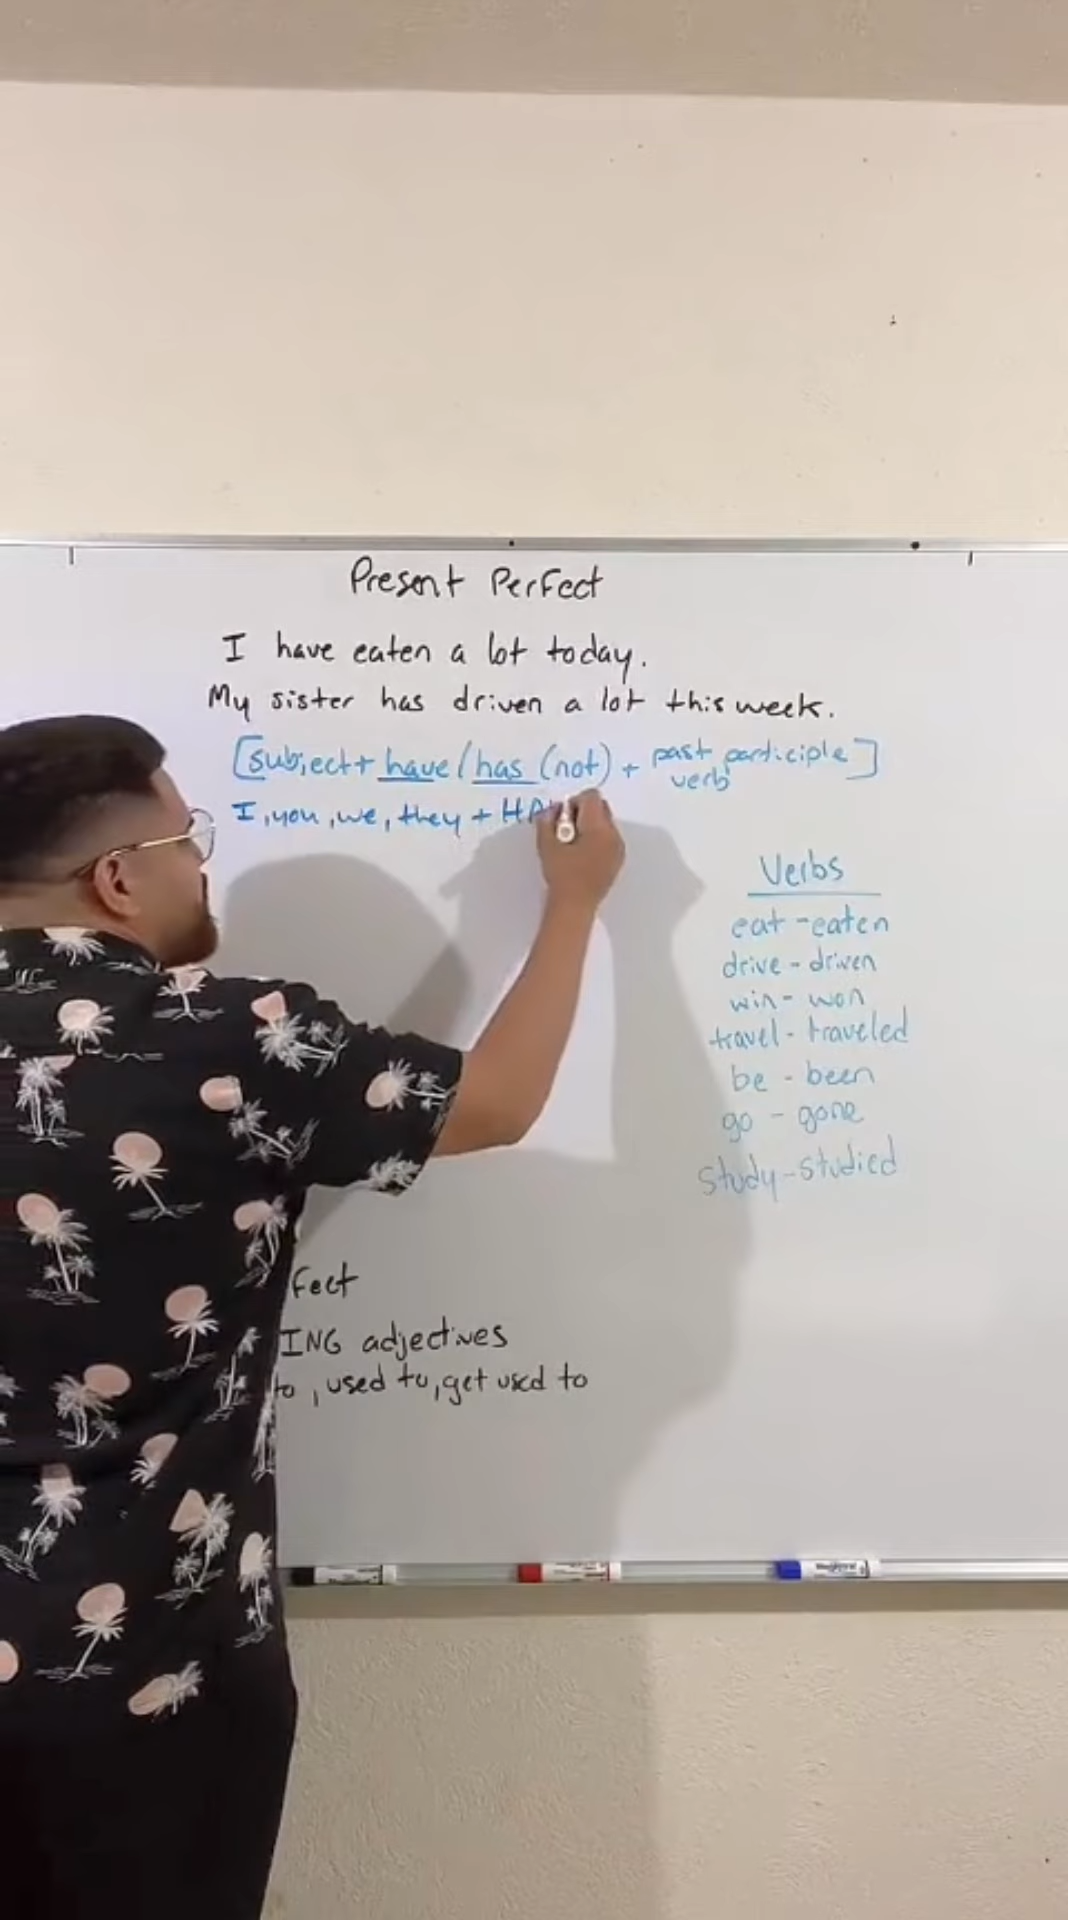 Present Perfect
I have eaten a lot today.
My sister has driven a lot this week.
[subject + have/has (not) + past participle]
verb
I, you, we, they + HA
Verbs
eat - eaten
drive - driven
win - won
travel - traveled
be - been
go - gone
study - studied
fect
ING adjectives
to, used to, get used to